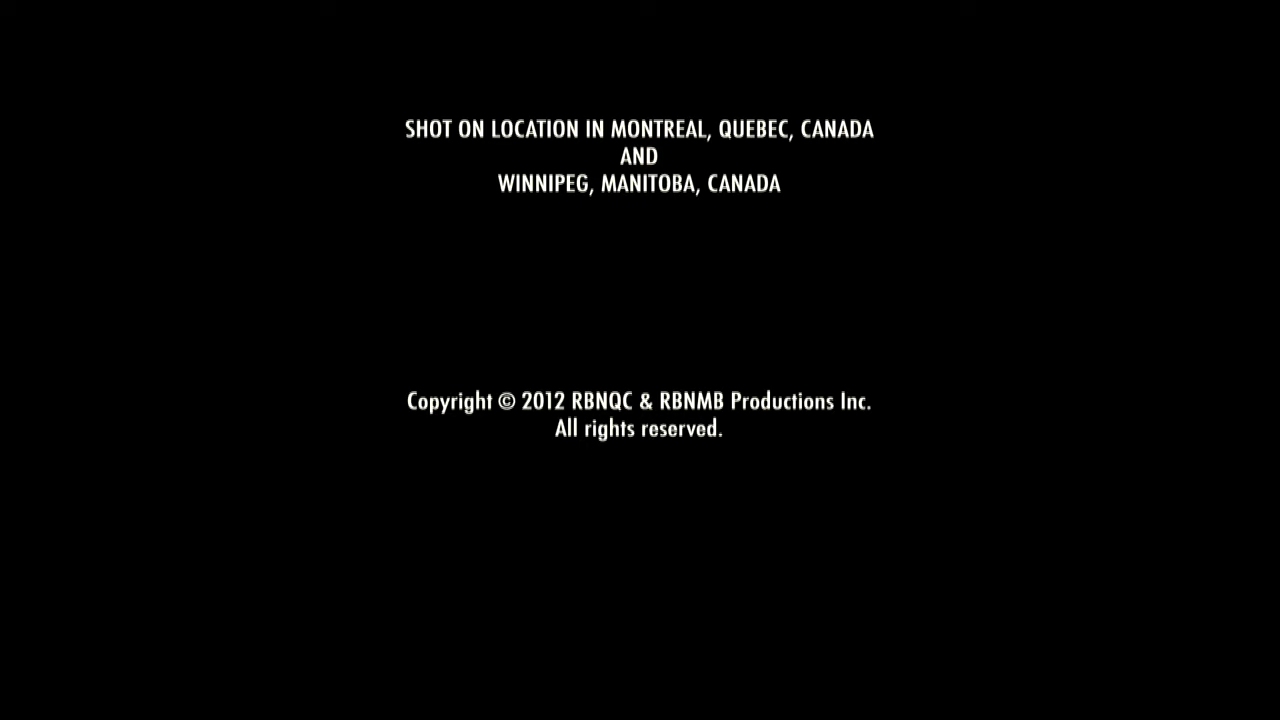 SHOT ON LOCATION IN MONTREAL, QUEBEC, CANADA
AND
WINNIPEG, MANITOBA, CANADA
Copyright © 2012 RBNQC & RBNMB Productions Inc.
All rights reserved.